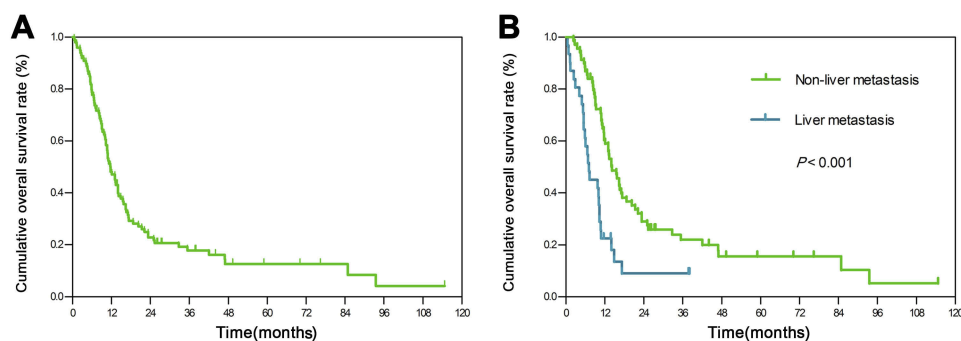 A
Cumulative overall survival rate (%)
1.0
0.8
0.6
0.4
0.2
0.0
0 12 24 36 48 60 72 84 96 108 120
Time(months)
B
Cumulative overall survival rate (%)
1.0
0.8
0.6
0.4
0.2
0.0
Non-liver metastasis
Liver metastasis
P< 0.001
0 12 24 36 48 60 72 84 96 108 120
Time(months)